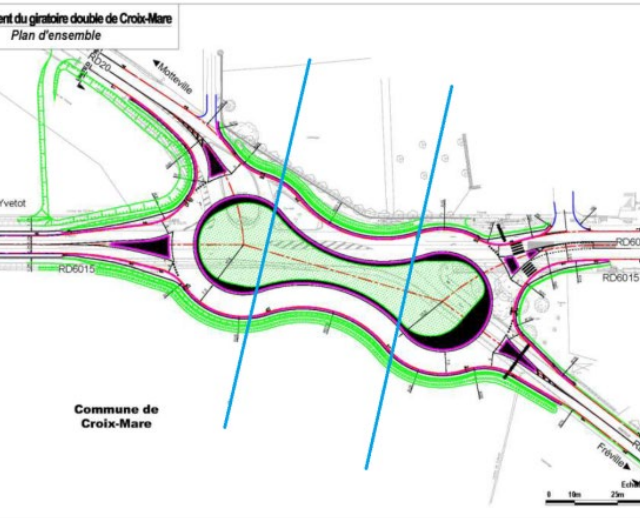 ent du giratoire double de Croix-Mare
Plan d'ensemble
RD20
Motteville
Yvetot
RD60
RD6015
RD6015
Commune de
Croix-Mare
Fréville
Eche
0 10m 25m